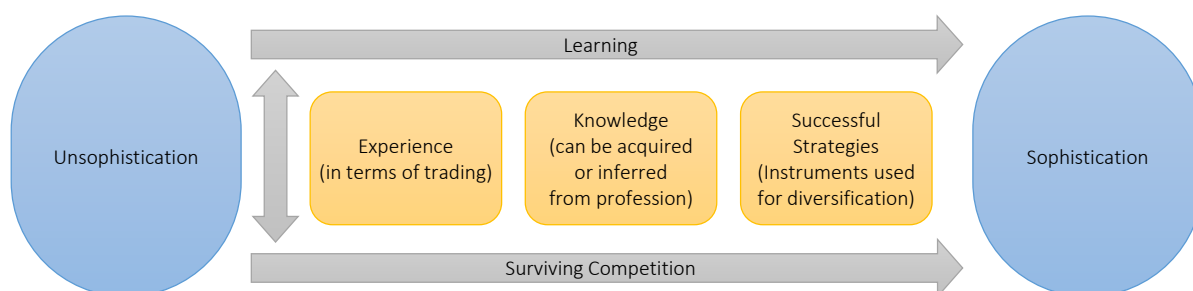 Learning
Unsophistication
Experience
(in terms of trading)
Knowledge
(can be acquired
or inferred
from profession)
Successful
Strategies
(Instruments used
for diversification)
Sophistication
Surviving Competition